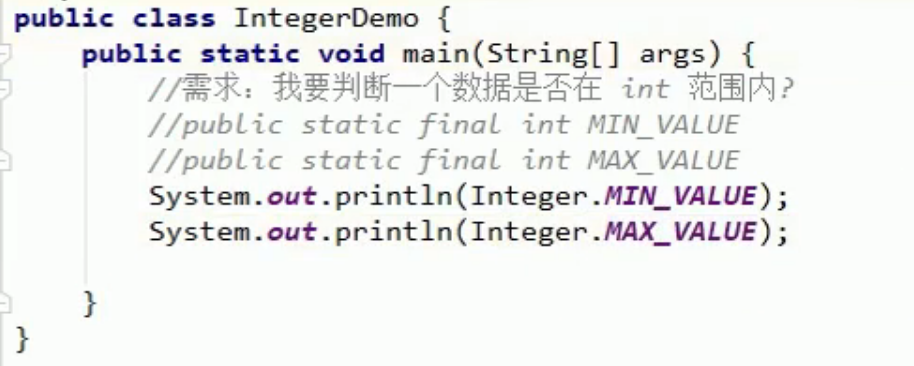 public class IntegerDemo {
public static void main(String[] args) {
//需求：我要判断一个数据是否在 int 范围内?
//public static final int MIN_VALUE
//public static final int MAX_VALUE
System.out.println(Integer.MIN_VALUE);
System.out.println(Integer.MAX_VALUE);
}
}